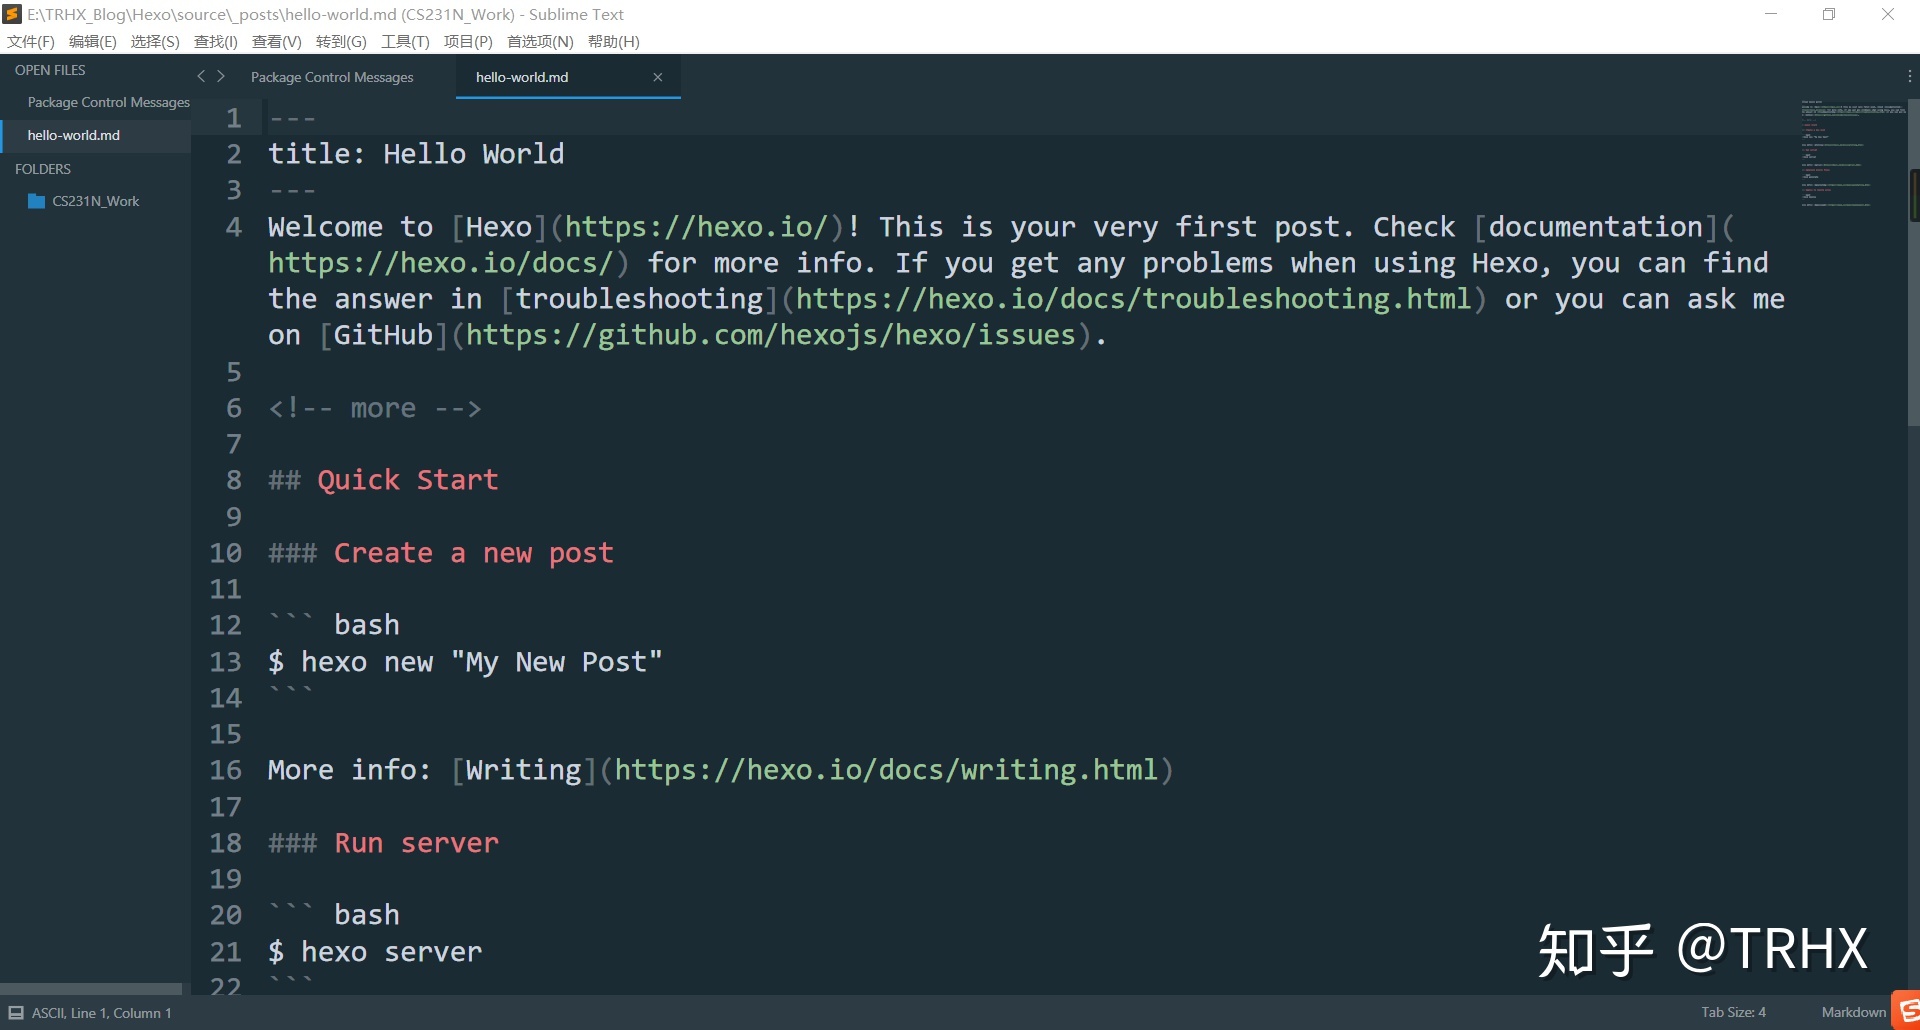 E:\TRHX_Blog\Hexo\source\_posts\hello-world.md (CS231N_Work) - Sublime Text
文件(F) 编辑(E) 选择(S) 查找(I) 查看(V) 转到(G) 工具(T) 项目(P) 首选项(N) 帮助(H)
OPEN FILES
Package Control Messages
hello-world.md
FOLDERS
CS231N_Work
Package Control Messages
hello-world.md
1 ---
2 title: Hello World
3 ---
4 Welcome to [Hexo](https://hexo.io/)! This is your very first post. Check [documentation](
https://hexo.io/docs/) for more info. If you get any problems when using Hexo, you can find
the answer in [troubleshooting](https://hexo.io/docs/troubleshooting.html) or you can ask me
on [GitHub](https://github.com/hexojs/hexo/issues).
5
6 <!-- more -->
7
8 ## Quick Start
9
10 ### Create a new post
11
12 ``` bash
13 $ hexo new "My New Post"
14 ```
15
16 More info: [Writing](https://hexo.io/docs/writing.html)
17
18 ### Run server
19
20 ``` bash
21 $ hexo server
22 ```
知乎 @TRHX
ASCII, Line 1, Column 1
Tab Size: 4
Markdown